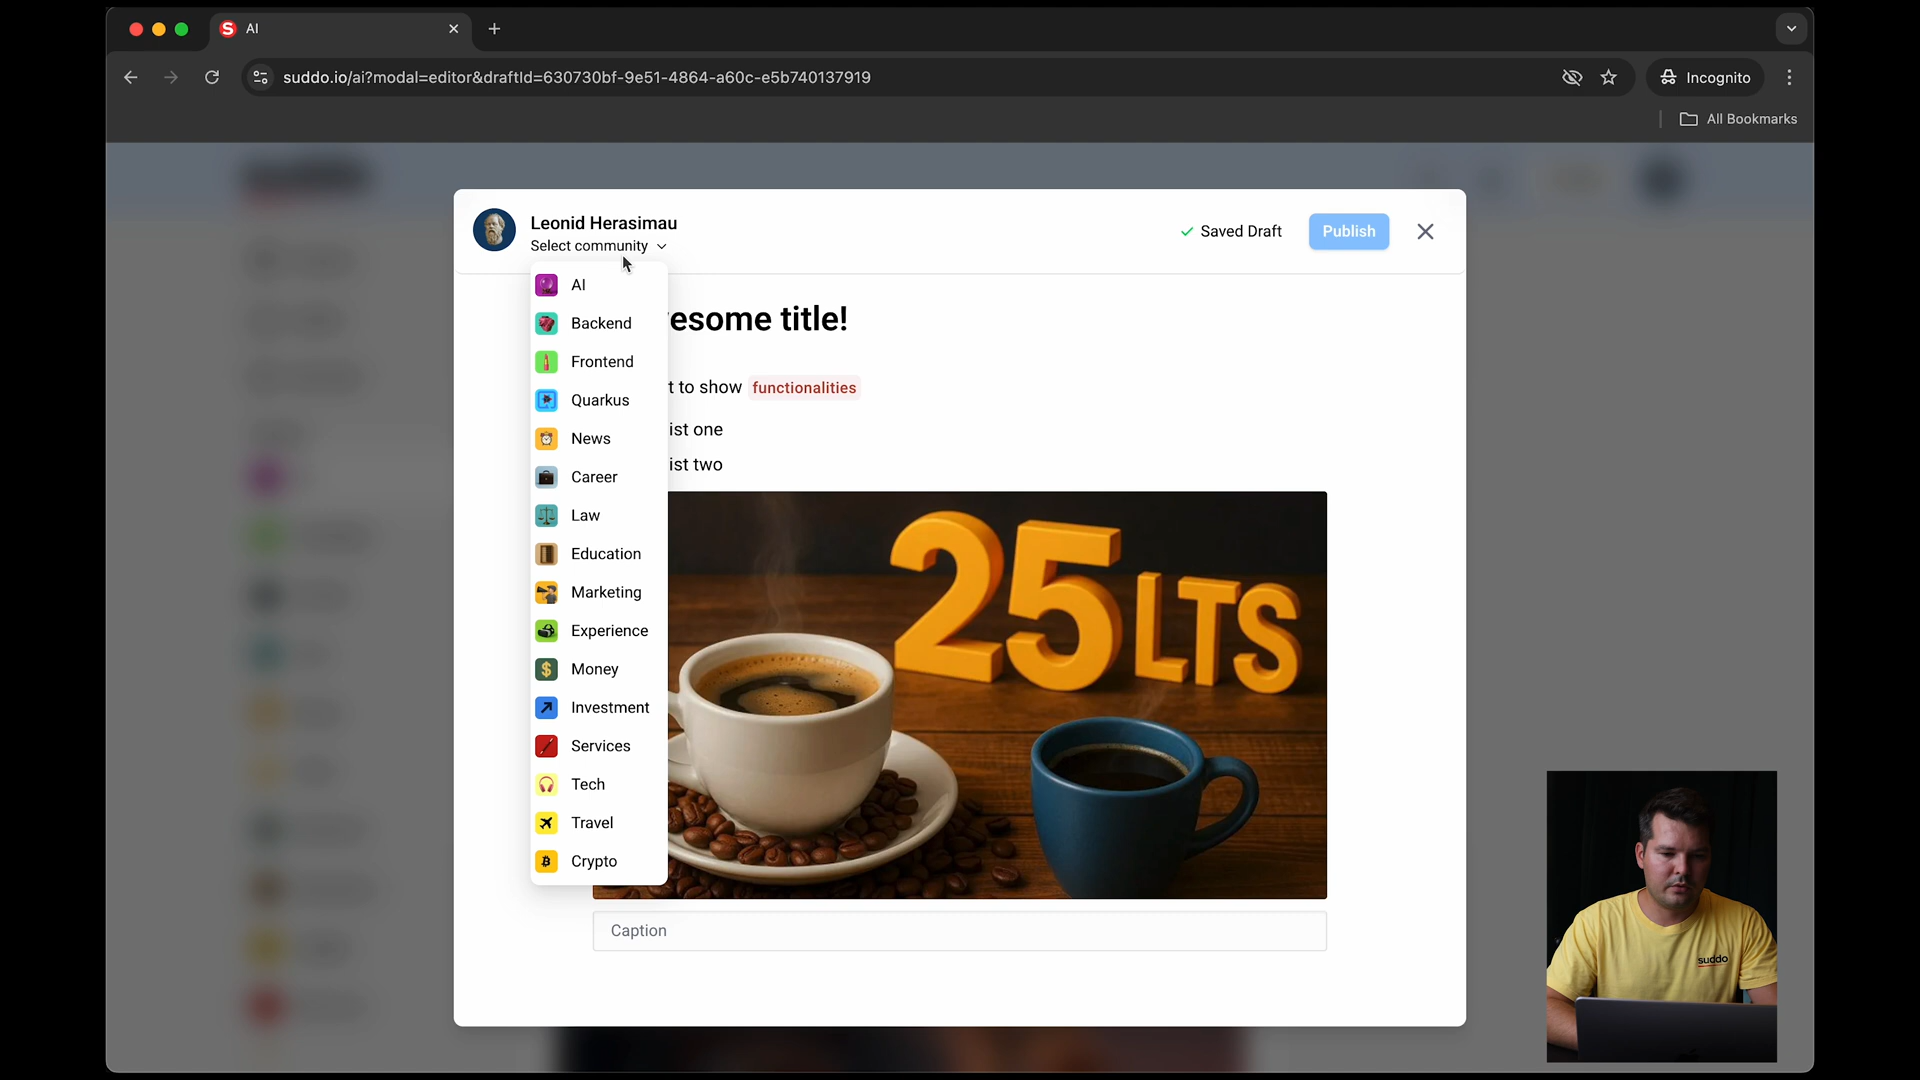 AI
suddo.io/ai?modal=editor&draftId=630730bf-9e51-4864-a60c-e5b740137919
Incognito
All Bookmarks
Leonid Herasimau
Select community
Saved Draft
Publish
AI
Backend
Frontend
Quarkus
News
Career
Law
Education
Marketing
Experience
Money
Investment
Services
Tech
Travel
Crypto
esome title!
t to show functionalities
ist one
ist two
25 LTS
Caption
suddo